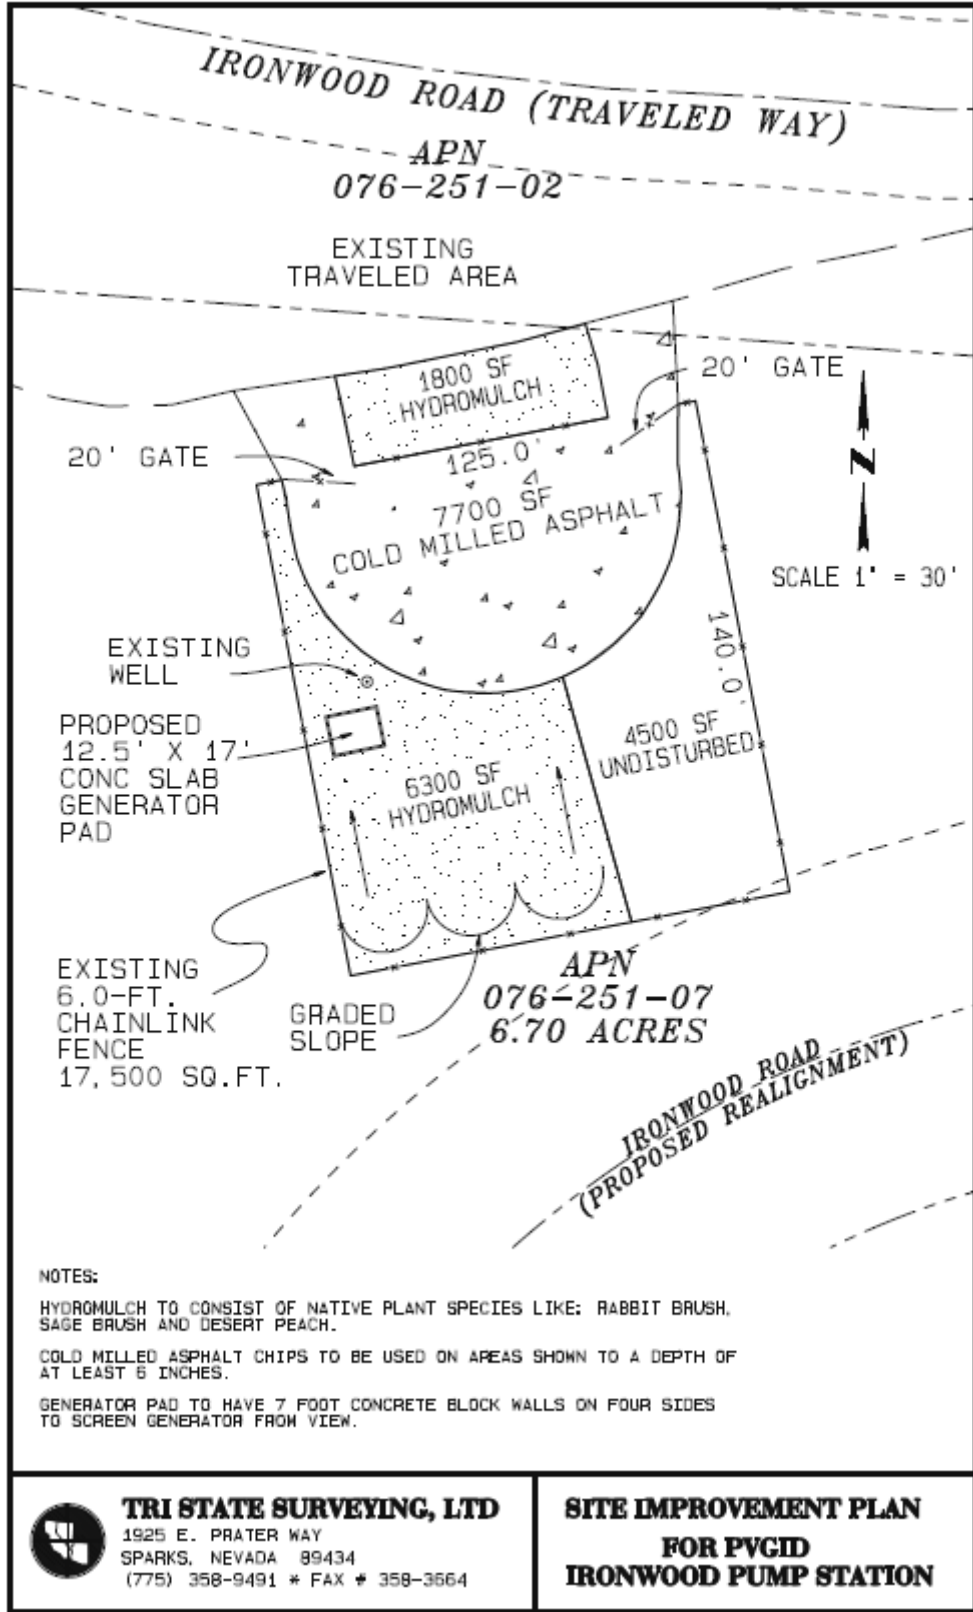 IRONWOOD ROAD (TRAVELED WAY)
APN
076-251-02
EXISTING
TRAVELED AREA
1800 SF
HYDROMULCH
20' GATE
20' GATE
125.0'
7700 SF
COLD MILLED ASPHALT
N
SCALE 1" = 30'
140.0'
EXISTING
WELL
PROPOSED
12.5' X 17'
CONC SLAB
GENERATOR
PAD
4500 SF
UNDISTURBED
6300 SF
HYDROMULCH
EXISTING
6.0-FT.
CHAINLINK
FENCE
17,500 SQ.FT.
GRADED
SLOPE
APN
076-251-07
6.70 ACRES
IRONWOOD ROAD
(PROPOSED REALIGNMENT)
NOTES:
HYDROMULCH TO CONSIST OF NATIVE PLANT SPECIES LIKE: RABBIT BRUSH,
SAGE BRUSH AND DESERT PEACH.
COLD MILLED ASPHALT CHIPS TO BE USED ON AREAS SHOWN TO A DEPTH OF
AT LEAST 6 INCHES.
GENERATOR PAD TO HAVE 7 FOOT CONCRETE BLOCK WALLS ON FOUR SIDES
TO SCREEN GENERATOR FROM VIEW.
TRI STATE SURVEYING, LTD
1925 E. PRATER WAY
SPARKS, NEVADA 89434
(775) 358-9491 * FAX # 358-3664
SITE IMPROVEMENT PLAN
FOR PVGID
IRONWOOD PUMP STATION